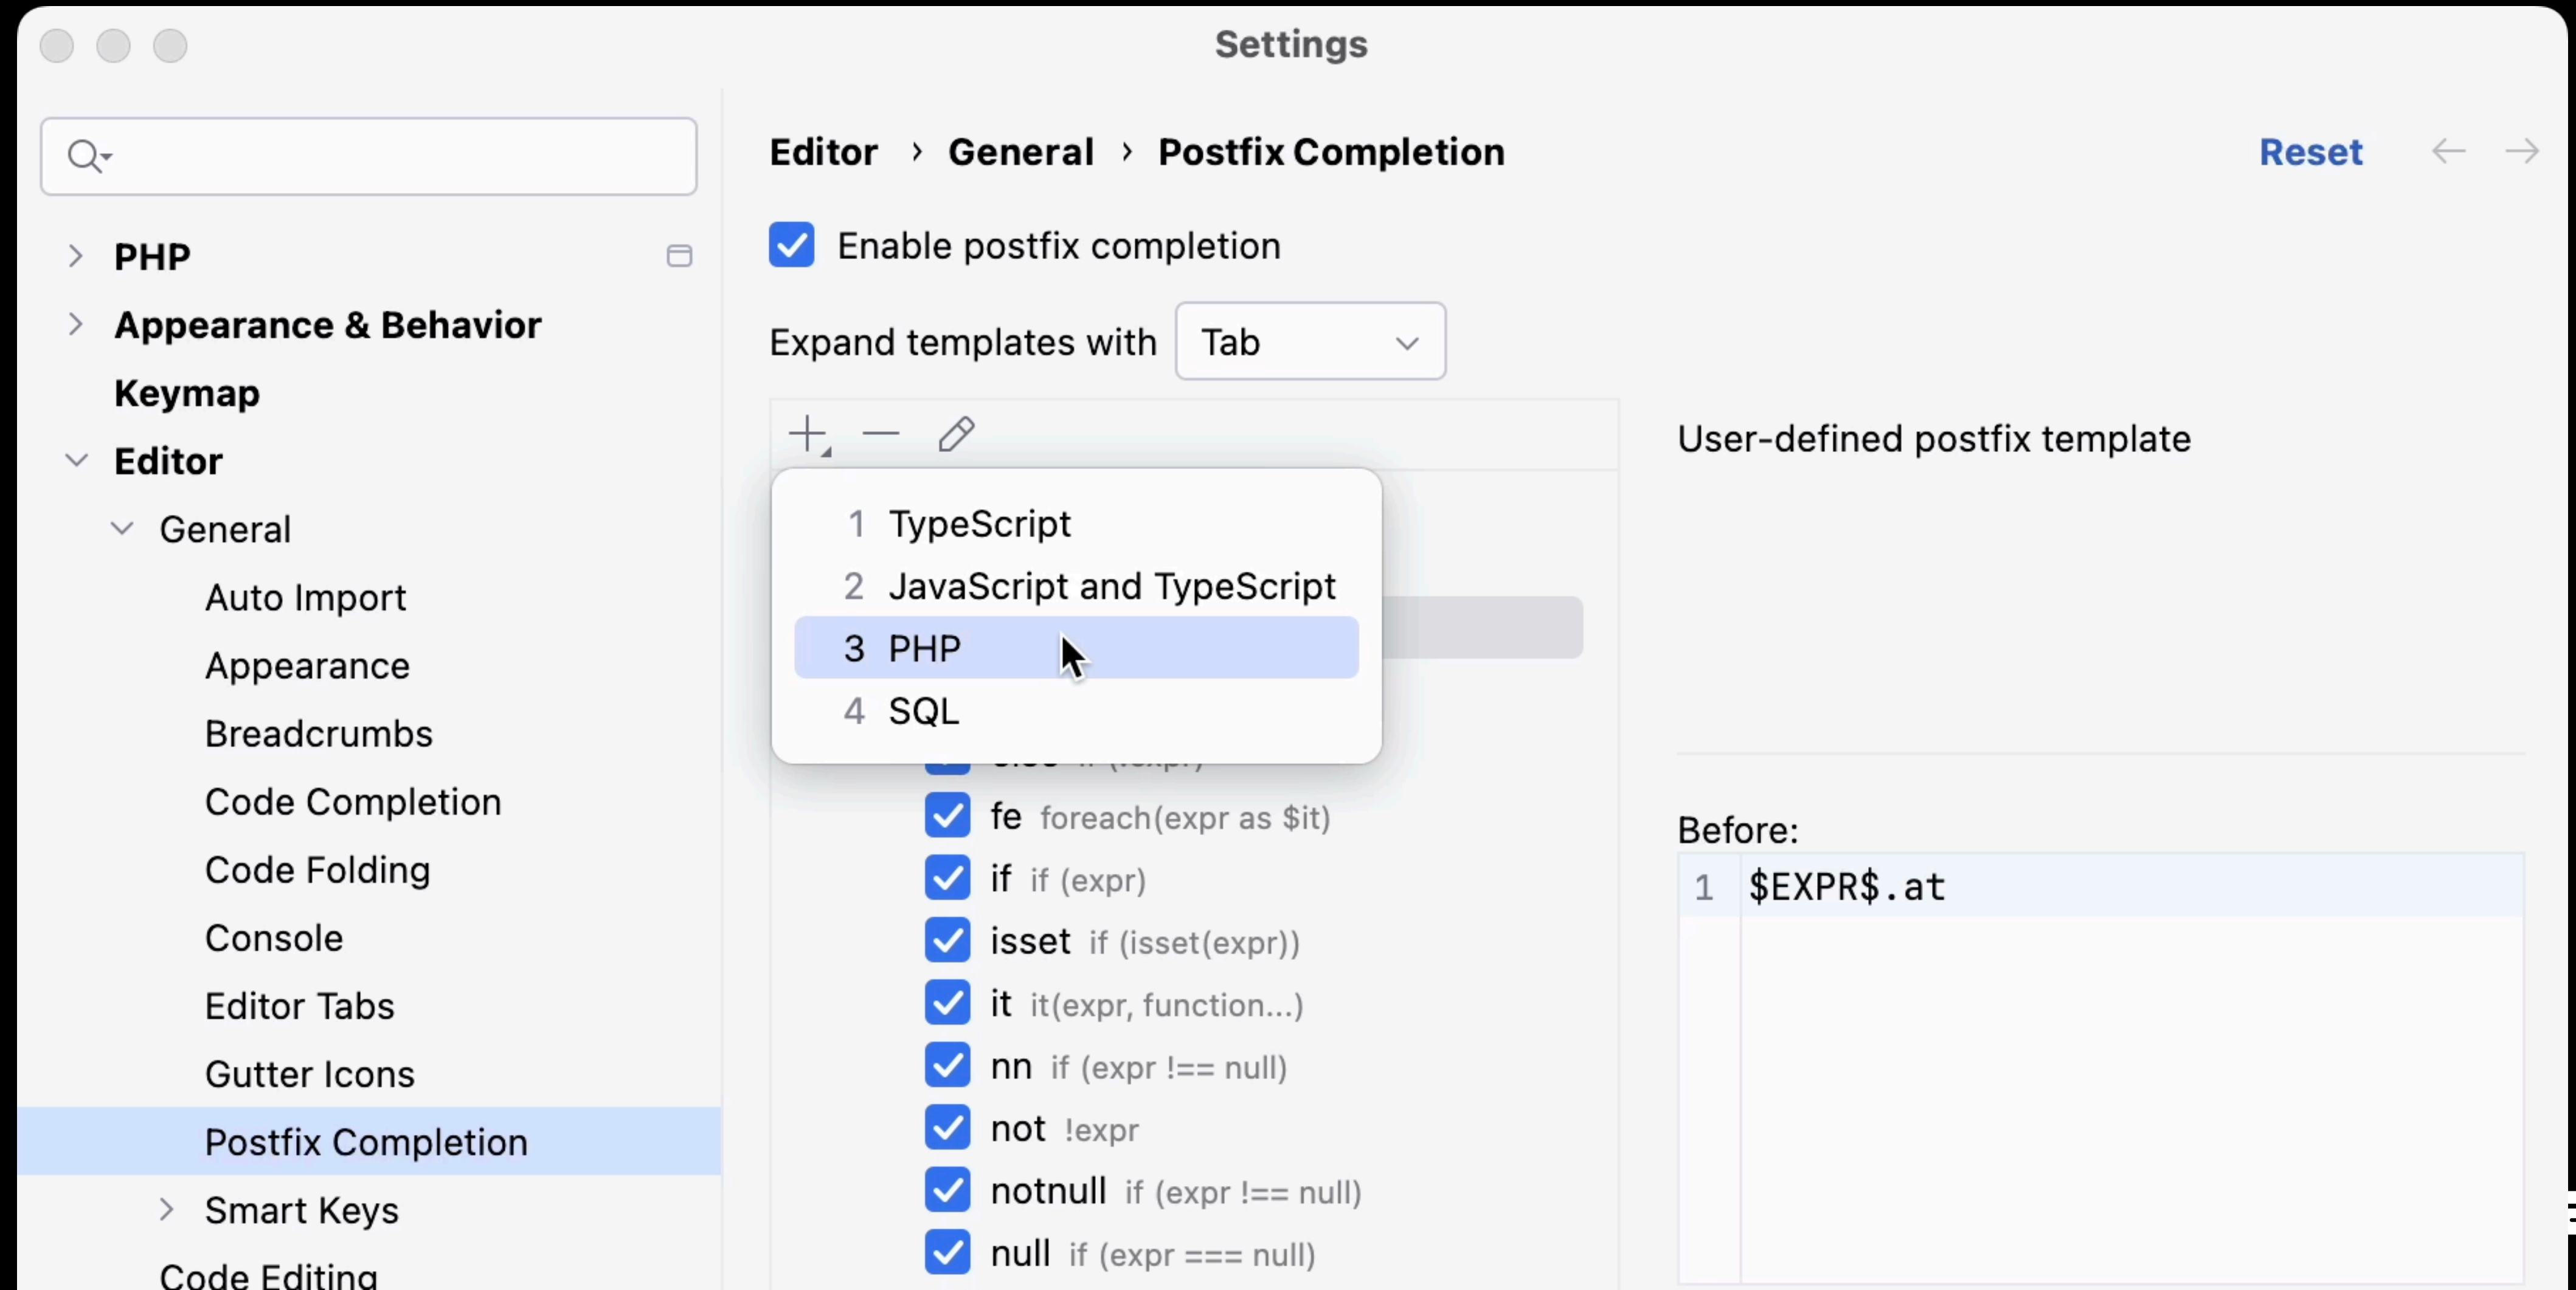 Settings
PHP
Appearance & Behavior
Keymap
Editor
General
Auto Import
Appearance
Breadcrumbs
Code Completion
Code Folding
Console
Editor Tabs
Gutter Icons
Postfix Completion
Smart Keys
Code Editing
Editor › General › Postfix Completion
Reset
Enable postfix completion
Expand templates with Tab
1 TypeScript
2 JavaScript and TypeScript
3 PHP
4 SQL
fe foreach(expr as $it)
if if (expr)
isset if (isset(expr))
it it(expr, function...)
nn if (expr !== null)
not !expr
notnull if (expr !== null)
null if (expr === null)
User-defined postfix template
Before:
1 $EXPR$.at